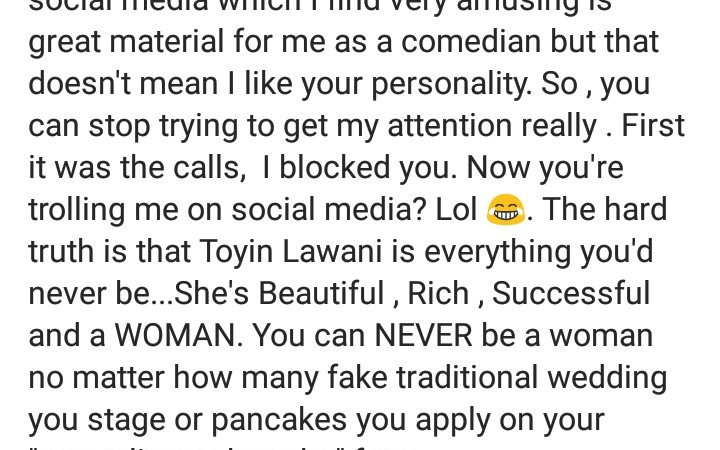 social media which I find very amusing is
great material for me as a comedian but that
doesn't mean I like your personality. So , you
can stop trying to get my attention really . First
it was the calls,  I blocked you. Now you're
trolling me on social media? Lol 😂. The hard
truth is that Toyin Lawani is everything you'd
never be...She's Beautiful , Rich , Successful
and a WOMAN. You can NEVER be a woman
no matter how many fake traditional wedding
you stage or pancakes you apply on your